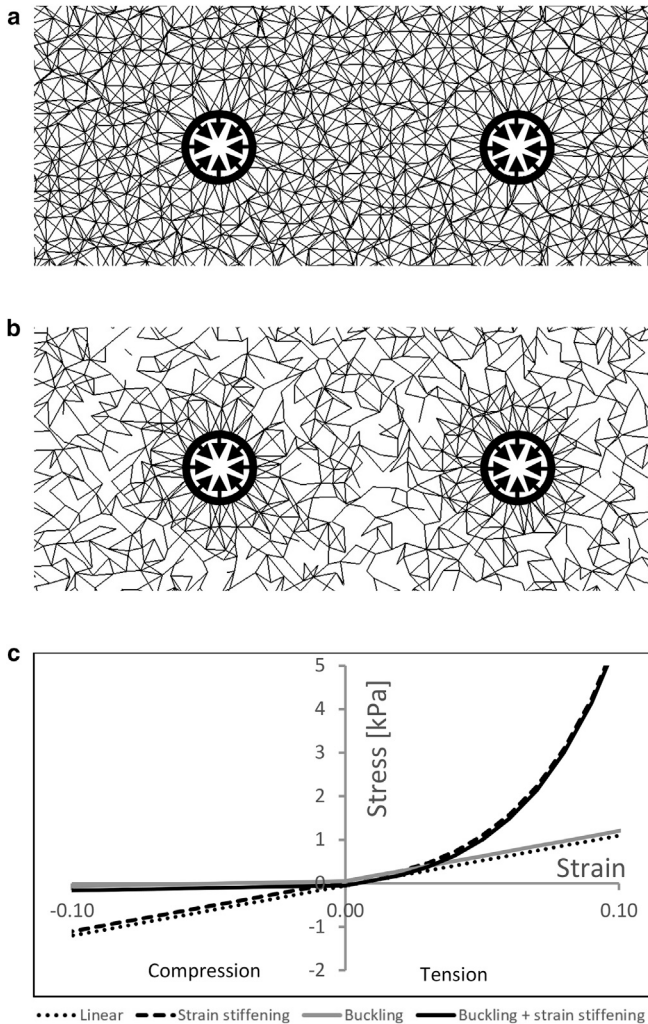 a
b
c
5
4
3
2
1
0
-1
-2
Stress [kPa]
Strain
-0.10
0.00
0.10
Compression
Tension
Linear
Strain stiffening
Buckling
Buckling + strain stiffening